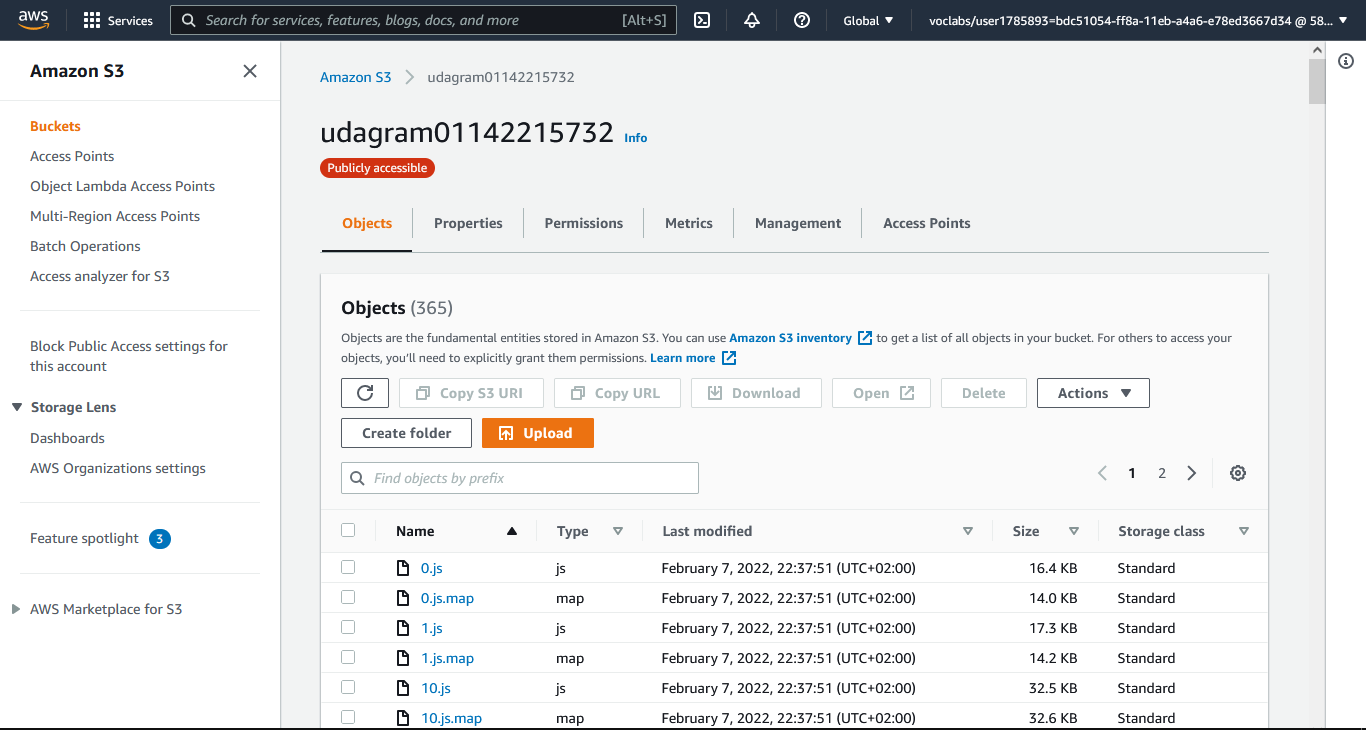 aws
Services
Search for services, features, blogs, docs, and more [Alt+S]
Global
voclabs/user1785893=bdc51054-ff8a-11eb-a4a6-e78ed3667d34 @ 58...
Amazon S3
Buckets
Access Points
Object Lambda Access Points
Multi-Region Access Points
Batch Operations
Access analyzer for S3
Block Public Access settings for
this account
Storage Lens
Dashboards
AWS Organizations settings
Feature spotlight 3
AWS Marketplace for S3
Amazon S3 > udagram01142215732
udagram01142215732 Info
Publicly accessible
Objects Properties Permissions Metrics Management Access Points
Objects (365)
Objects are the fundamental entities stored in Amazon S3. You can use Amazon S3 inventory to get a list of all objects in your bucket. For others to access your
objects, you'll need to explicitly grant them permissions. Learn more
Copy S3 URI Copy URL Download Open Delete Actions
Create folder Upload
Find objects by prefix
1 2
Name Type Last modified Size Storage class
0.js js February 7, 2022, 22:37:51 (UTC+02:00) 16.4 KB Standard
0.js.map map February 7, 2022, 22:37:51 (UTC+02:00) 14.0 KB Standard
1.js js February 7, 2022, 22:37:51 (UTC+02:00) 17.3 KB Standard
1.js.map map February 7, 2022, 22:37:51 (UTC+02:00) 14.2 KB Standard
10.js js February 7, 2022, 22:37:51 (UTC+02:00) 32.5 KB Standard
10.js.map map February 7, 2022, 22:37:51 (UTC+02:00) 32.6 KB Standard